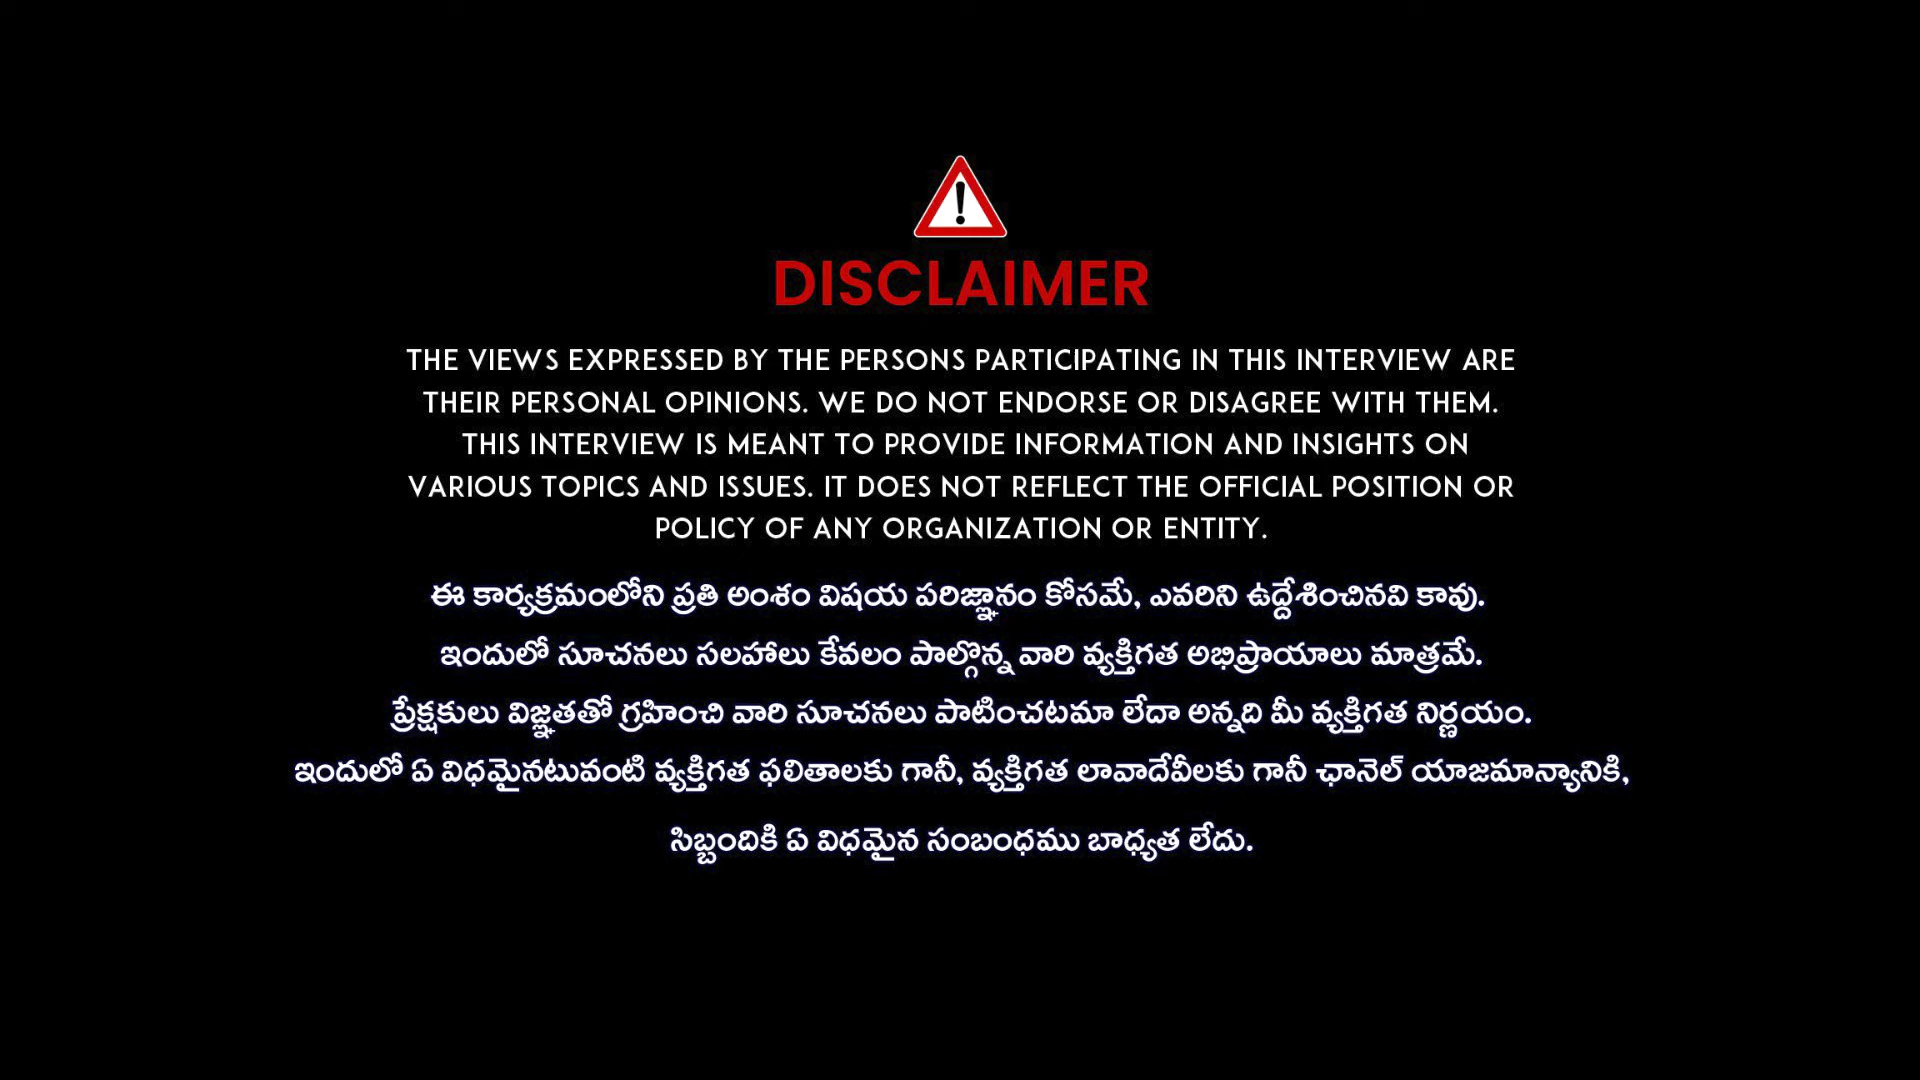 DISCLAIMER
THE VIEWS EXPRESSED BY THE PERSONS PARTICIPATING IN THIS INTERVIEW ARE
THEIR PERSONAL OPINIONS. WE DO NOT ENDORSE OR DISAGREE WITH THEM.
THIS INTERVIEW IS MEANT TO PROVIDE INFORMATION AND INSIGHTS ON
VARIOUS TOPICS AND ISSUES. IT DOES NOT REFLECT THE OFFICIAL POSITION OR
POLICY OF ANY ORGANIZATION OR ENTITY.
ఈ కార్యక్రమంలోని ప్రతి అంశం విషయ పరిజ్ఞానం కోసమే, ఎవరిని ఉద్దేశించినవి కావు.
ఇందులో సూచనలు సలహాలు కేవలం పాల్గొన్న వారి వ్యక్తిగత అభిప్రాయాలు మాత్రమే.
ప్రేక్షకులు విజ్ఞతతో గ్రహించి వారి సూచనలు పాటించటమా లేదా అన్నది మీ వ్యక్తిగత నిర్ణయం.
ఇందులో ఏ విధమైనటువంటి వ్యక్తిగత ఫలితాలకు గానీ, వ్యక్తిగత లావాదేవీలకు గానీ ఛానెల్ యాజమాన్యానికి,
సిబ్బందికి ఏ విధమైన సంబంధము బాధ్యత లేదు.